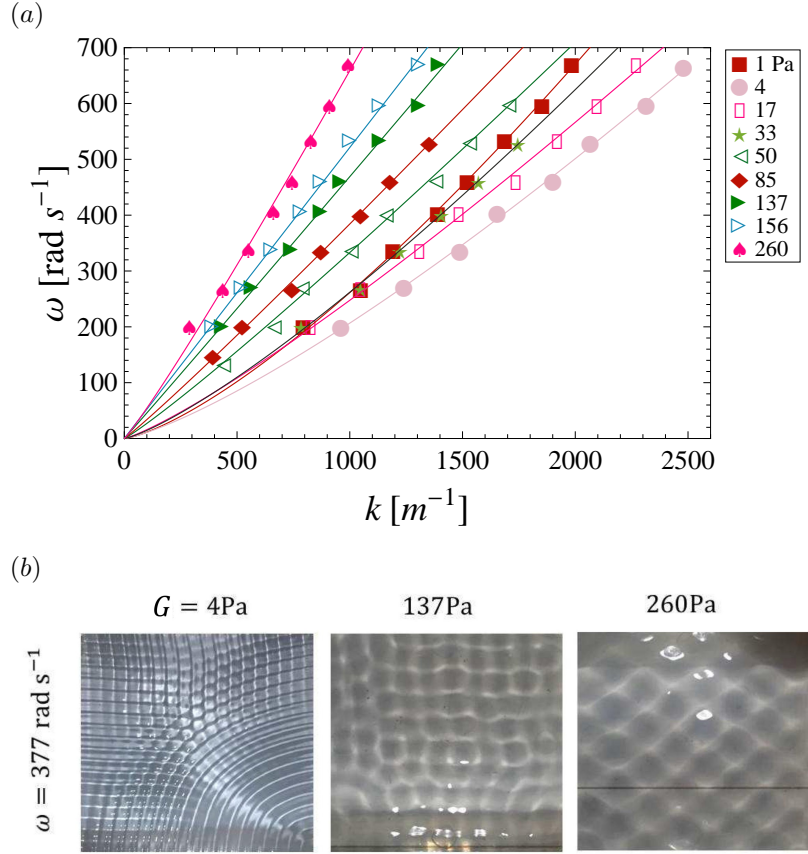 (a)
700
600
500
400
300
200
100
0
ω [rad s⁻¹]
0 500 1000 1500 2000 2500
k [m⁻¹]
1 Pa
4
17
33
50
85
137
156
260
(b)
G = 4Pa 137Pa 260Pa
ω = 377 rad s⁻¹